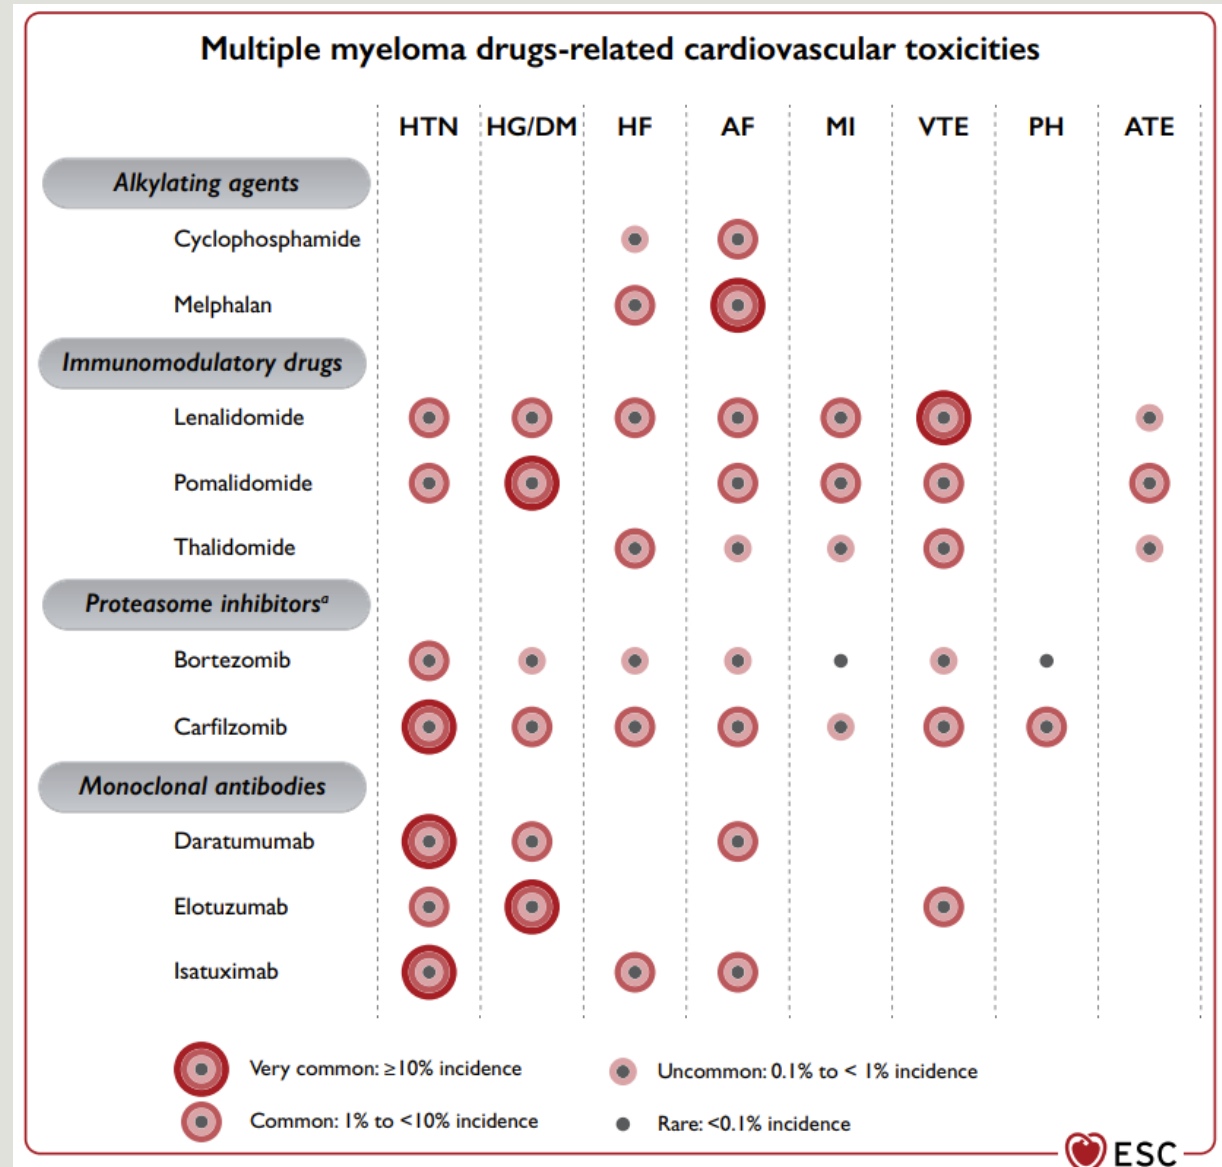 Multiple myeloma drugs-related cardiovascular toxicities
HTN HG/DM HF AF MI VTE PH ATE
Alkylating agents
Cyclophosphamide
Melphalan
Immunomodulatory drugs
Lenalidomide
Pomalidomide
Thalidomide
Proteasome inhibitorsᵃ
Bortezomib
Carfilzomib
Monoclonal antibodies
Daratumumab
Elotuzumab
Isatuximab
Very common: ≥10% incidence
Uncommon: 0.1% to < 1% incidence
Common: 1% to <10% incidence
Rare: <0.1% incidence
ESC